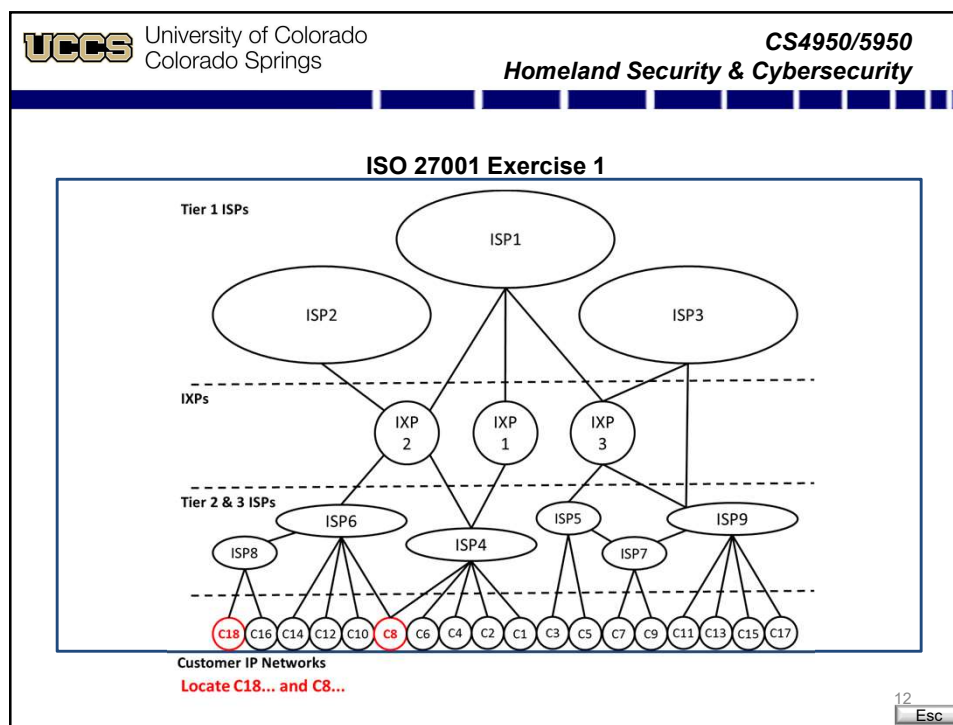 UCCS University of Colorado
Colorado Springs
CS4950/5950
Homeland Security & Cybersecurity
ISO 27001 Exercise 1
Tier 1 ISPs
ISP1
ISP2
ISP3
IXPs
IXP
2
IXP
1
IXP
3
Tier 2 & 3 ISPs
ISP6
ISP5
ISP9
ISP8
ISP4
ISP7
C18 C16 C14 C12 C10 C8 C6 C4 C2 C1 C3 C5 C7 C9 C11 C13 C15 C17
Customer IP Networks
Locate C18... and C8...
12
Esc